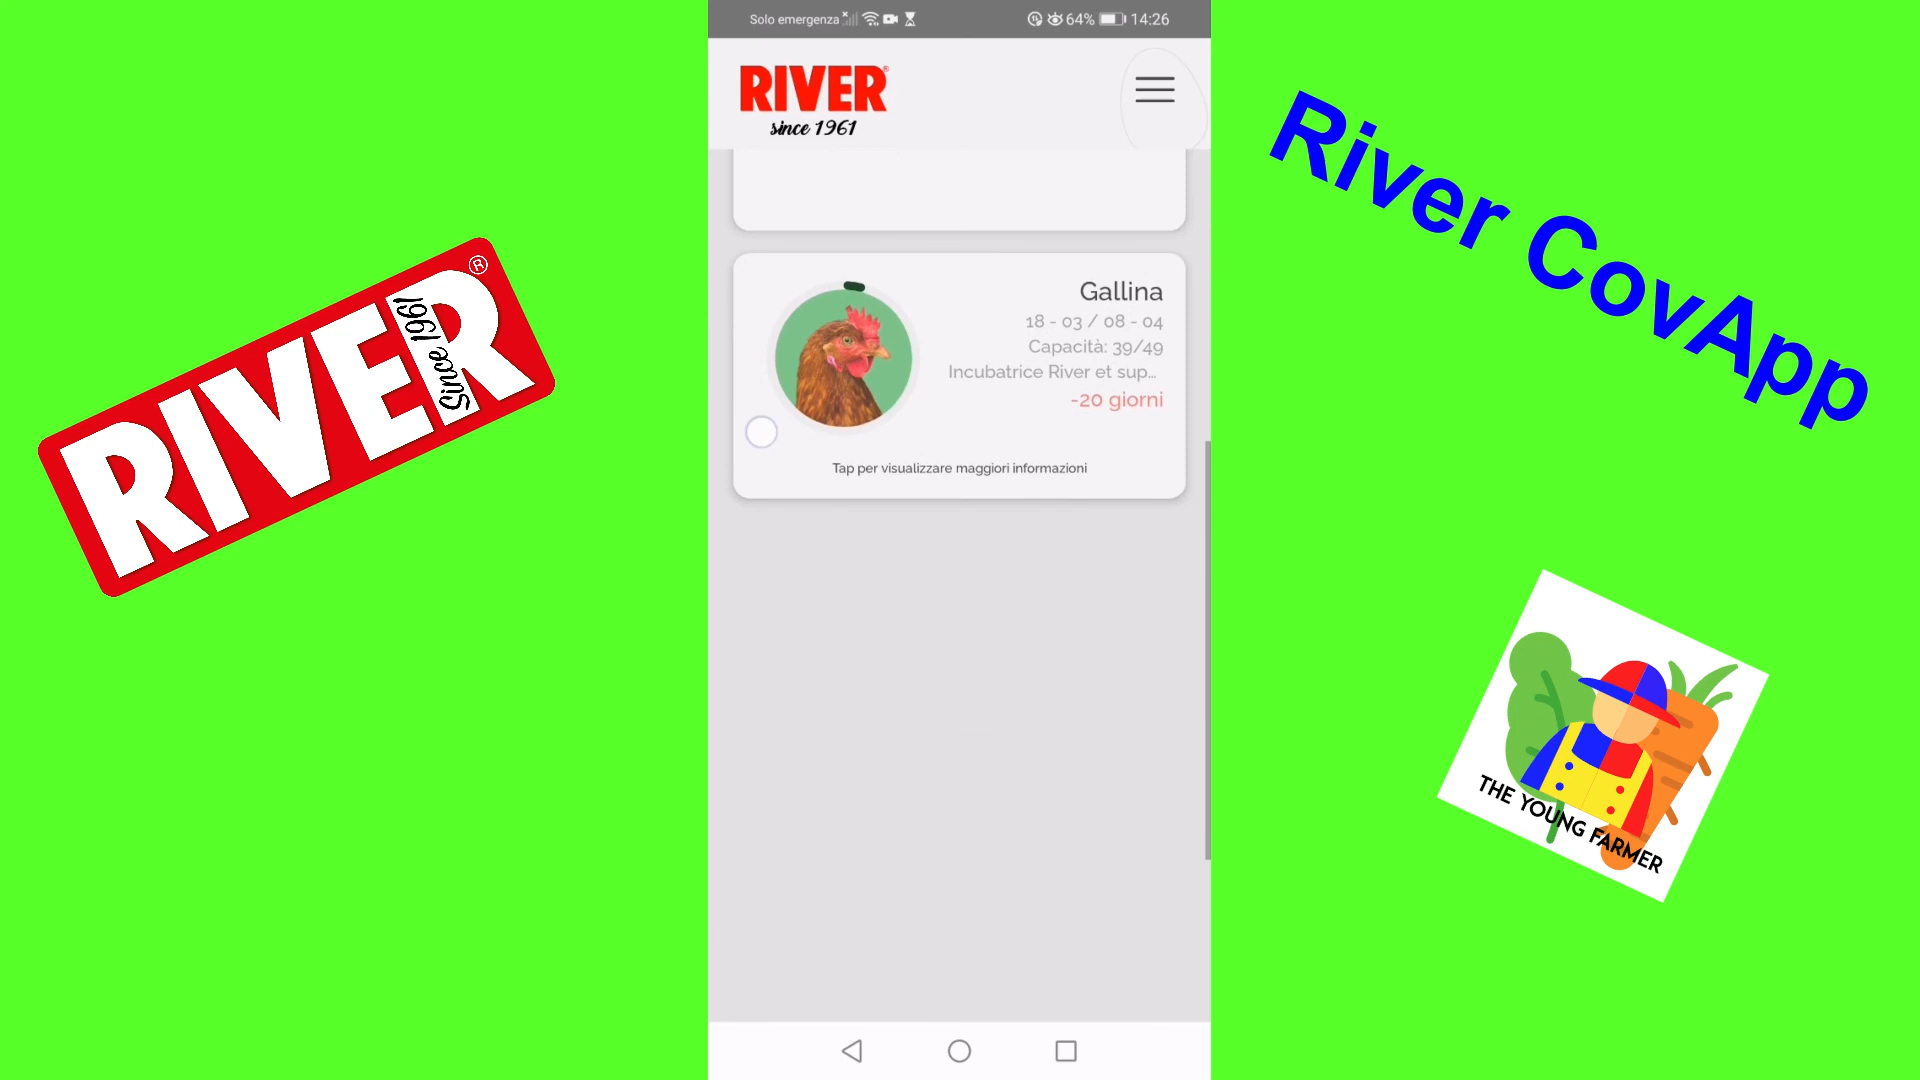 Solo emergenza
64% 14:26
RIVER®
since 1961
Gallina
18 - 03 / 08 - 04
Capacità: 39/49
Incubatrice River et sup...
-20 giorni
Tap per visualizzare maggiori informazioni
RIVER®
Since 1961
River CovApp
THE YOUNG FARMER